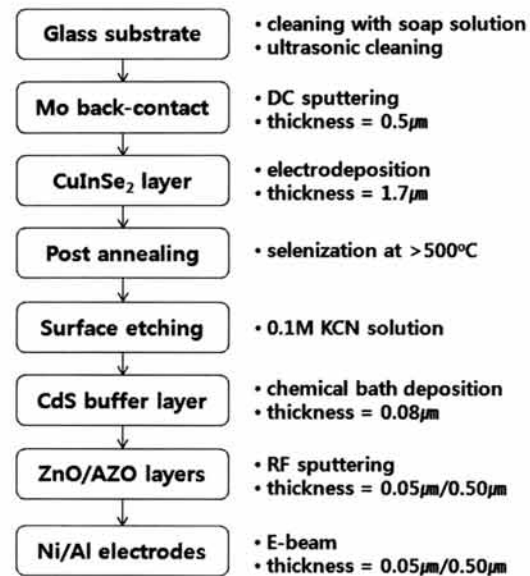 Glass substrate
• cleaning with soap solution
• ultrasonic cleaning
Mo back-contact
• DC sputtering
• thickness = 0.5㎛
CuInSe₂ layer
• electrodeposition
• thickness = 1.7㎛
Post annealing
• selenization at >500ºC
Surface etching
• 0.1M KCN solution
CdS buffer layer
• chemical bath deposition
• thickness = 0.08㎛
ZnO/AZO layers
• RF sputtering
• thickness = 0.05㎛/0.50㎛
Ni/Al electrodes
• E-beam
• thickness = 0.05㎛/0.50㎛